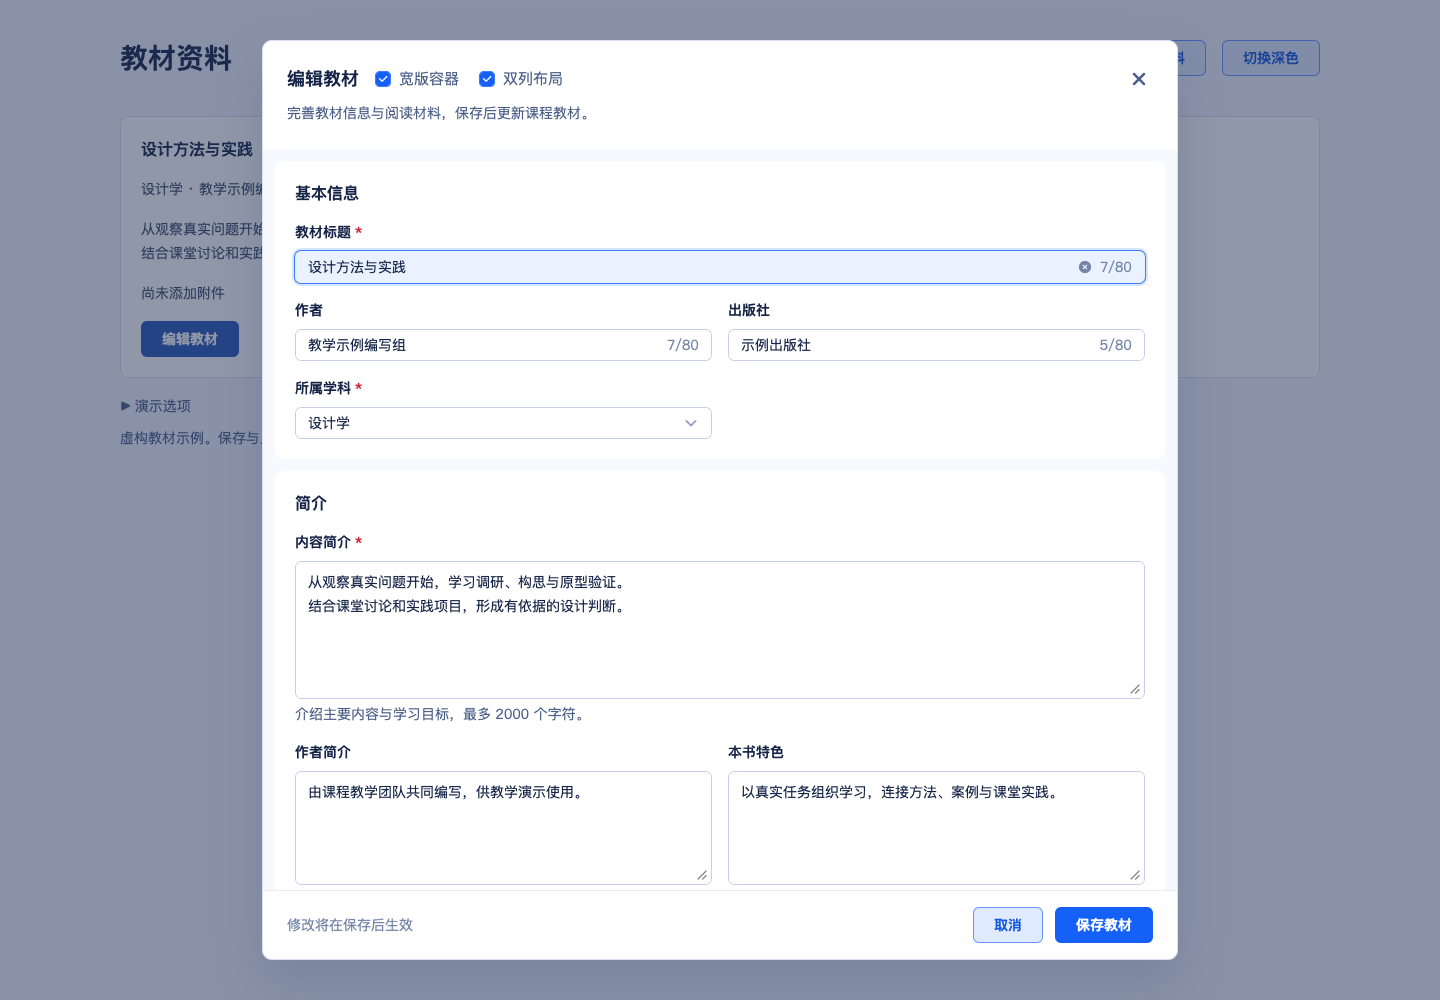 教材资料
料
切换深色
设计方法与实践
设计学 · 教学示例编
从观察真实问题开始
结合课堂讨论和实践
尚未添加附件
编辑教材
演示选项
虚构教材示例。保存与
编辑教材
宽版容器
双列布局
完善教材信息与阅读材料，保存后更新课程教材。
基本信息
教材标题 *
设计方法与实践
7/80
作者
出版社
教学示例编写组
7/80
示例出版社
5/80
所属学科 *
设计学
简介
内容简介 *
从观察真实问题开始，学习调研、构思与原型验证。
结合课堂讨论和实践项目，形成有依据的设计判断。
介绍主要内容与学习目标，最多 2000 个字符。
作者简介
本书特色
由课程教学团队共同编写，供教学演示使用。
以真实任务组织学习，连接方法、案例与课堂实践。
修改将在保存后生效
取消
保存教材